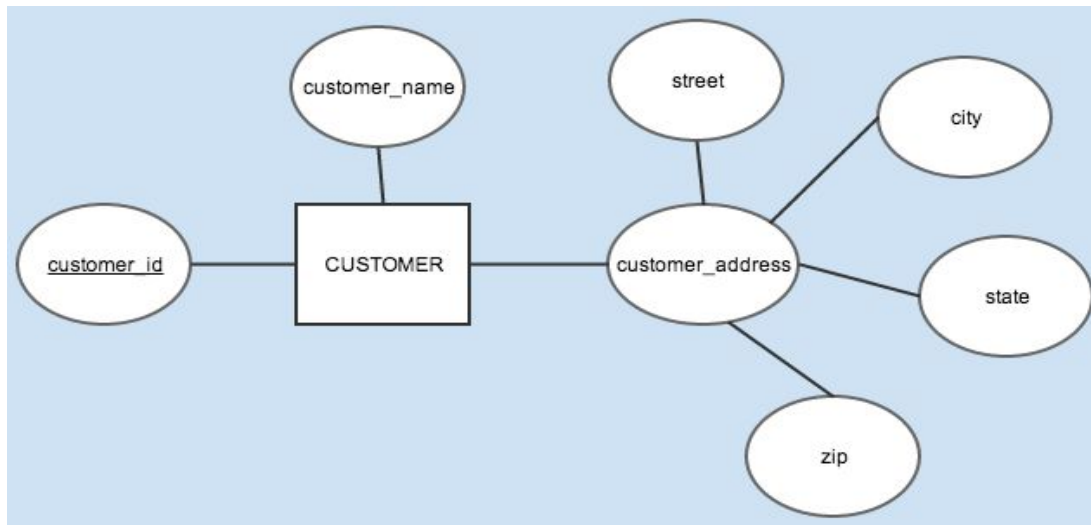 customer_name
street
city
customer_id
CUSTOMER
customer_address
state
zip